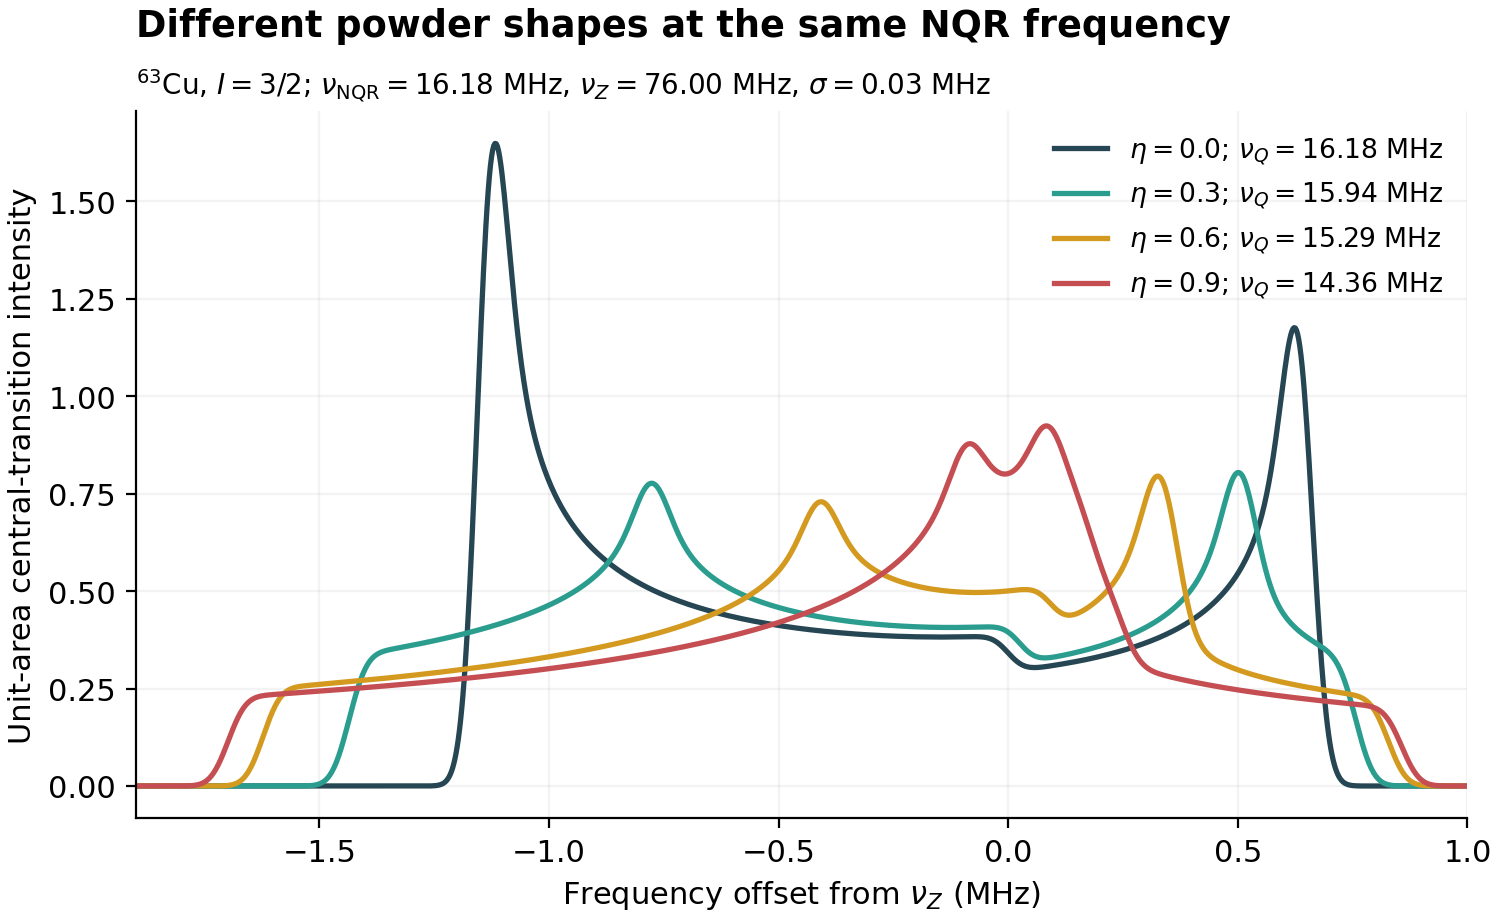 Different powder shapes at the same NQR frequency
⁶³Cu, I = 3/2; ν_NQR = 16.18 MHz, ν_Z = 76.00 MHz, σ = 0.03 MHz
η = 0.0; ν_Q = 16.18 MHz
η = 0.3; ν_Q = 15.94 MHz
η = 0.6; ν_Q = 15.29 MHz
η = 0.9; ν_Q = 14.36 MHz
Unit-area central-transition intensity
1.50
1.25
1.00
0.75
0.50
0.25
0.00
−1.5 −1.0 −0.5 0.0 0.5 1.0
Frequency offset from ν_Z (MHz)